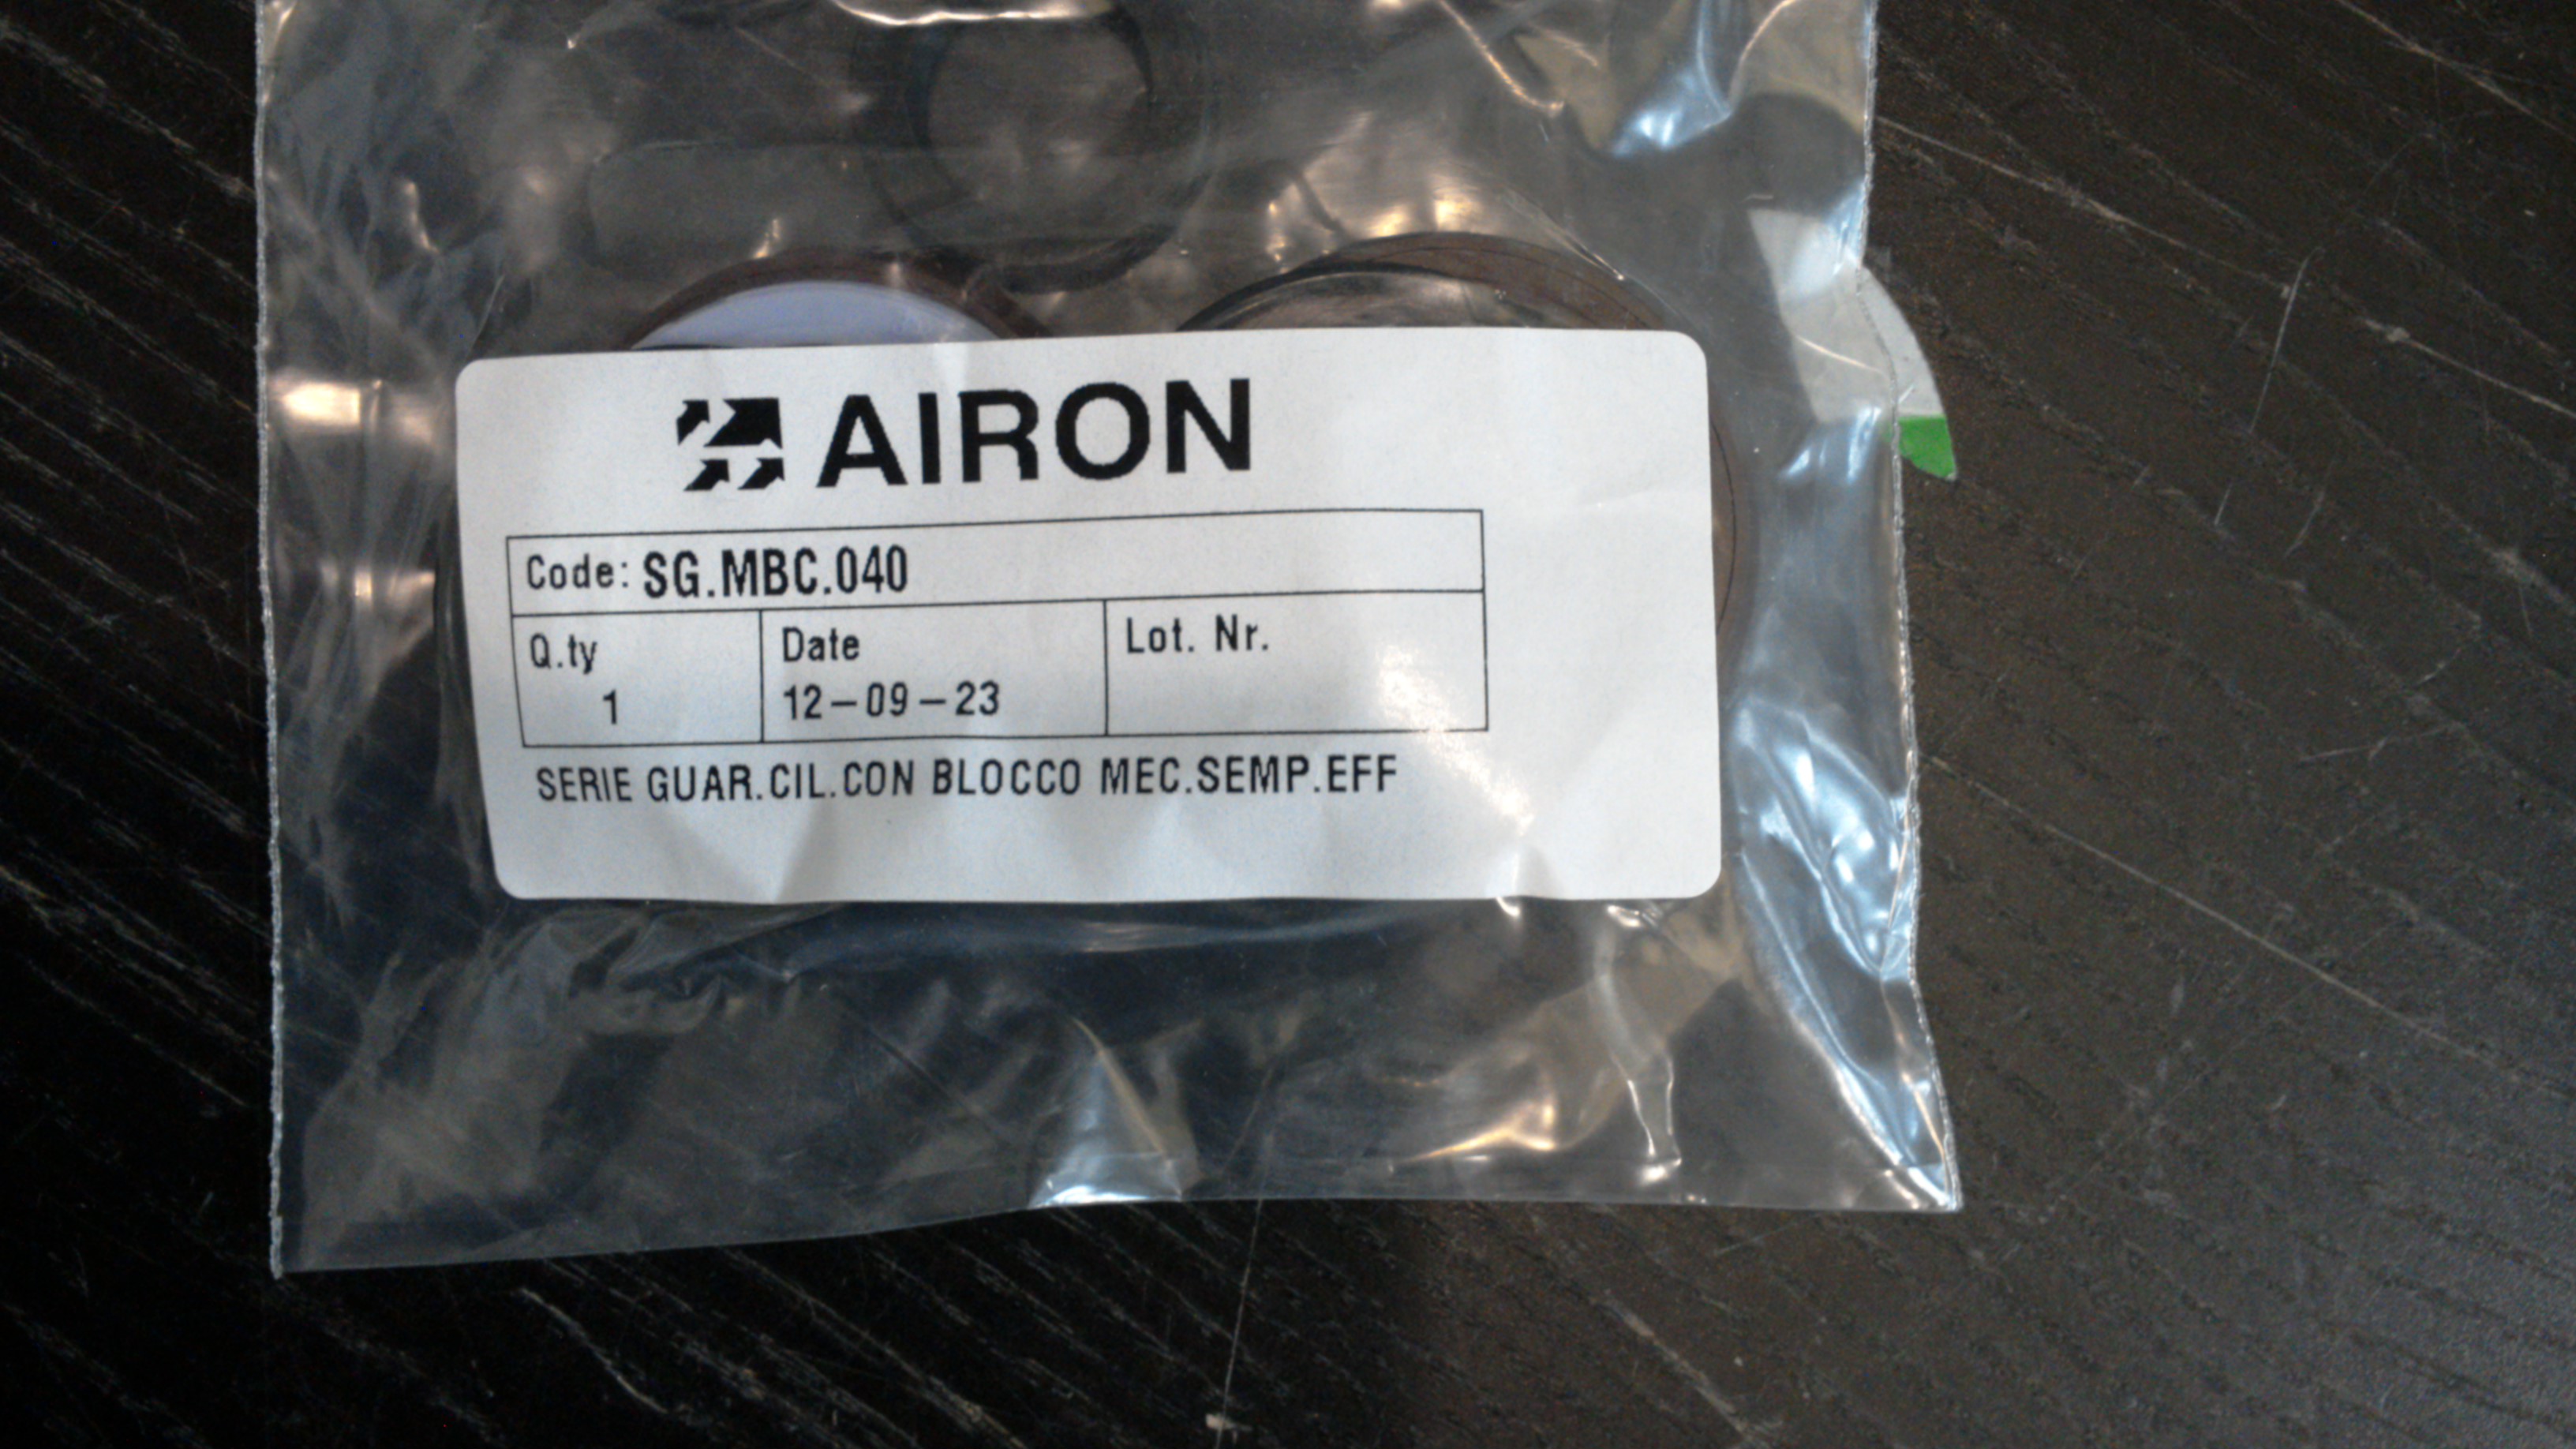 AIRON
Code: SG.MBC.040
Q.ty Date Lot. Nr.
1 12-09-23
SERIE GUAR.CIL.CON BLOCCO MEC.SEMP.EFF